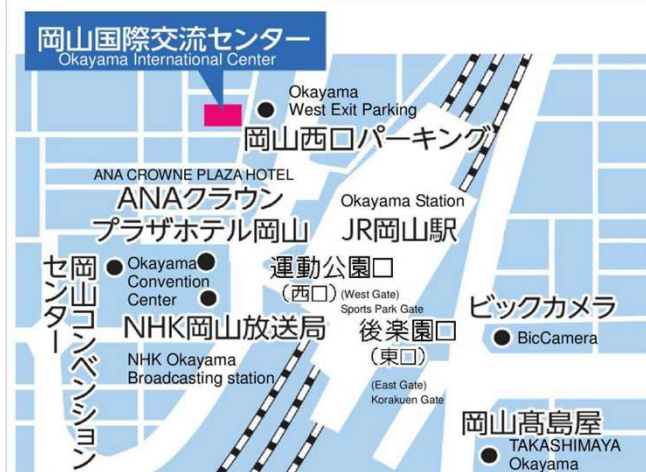 岡山国際交流センター
Okayama International Center
Okayama
West Exit Parking
岡山西口パーキング
ANA CROWNE PLAZA HOTEL
ANAクラウン
プラザホテル岡山
Okayama Station
JR岡山駅
岡山コンベンション
センター
Okayama
Convention
Center
運動公園口
(西口)
(West Gate)
Sports Park Gate
NHK岡山放送局
NHK Okayama
Broadcasting station
後楽園口
(東口)
(East Gate)
Korakuen Gate
ビックカメラ
BicCamera
岡山髙島屋
TAKASHIMAYA
Okayama